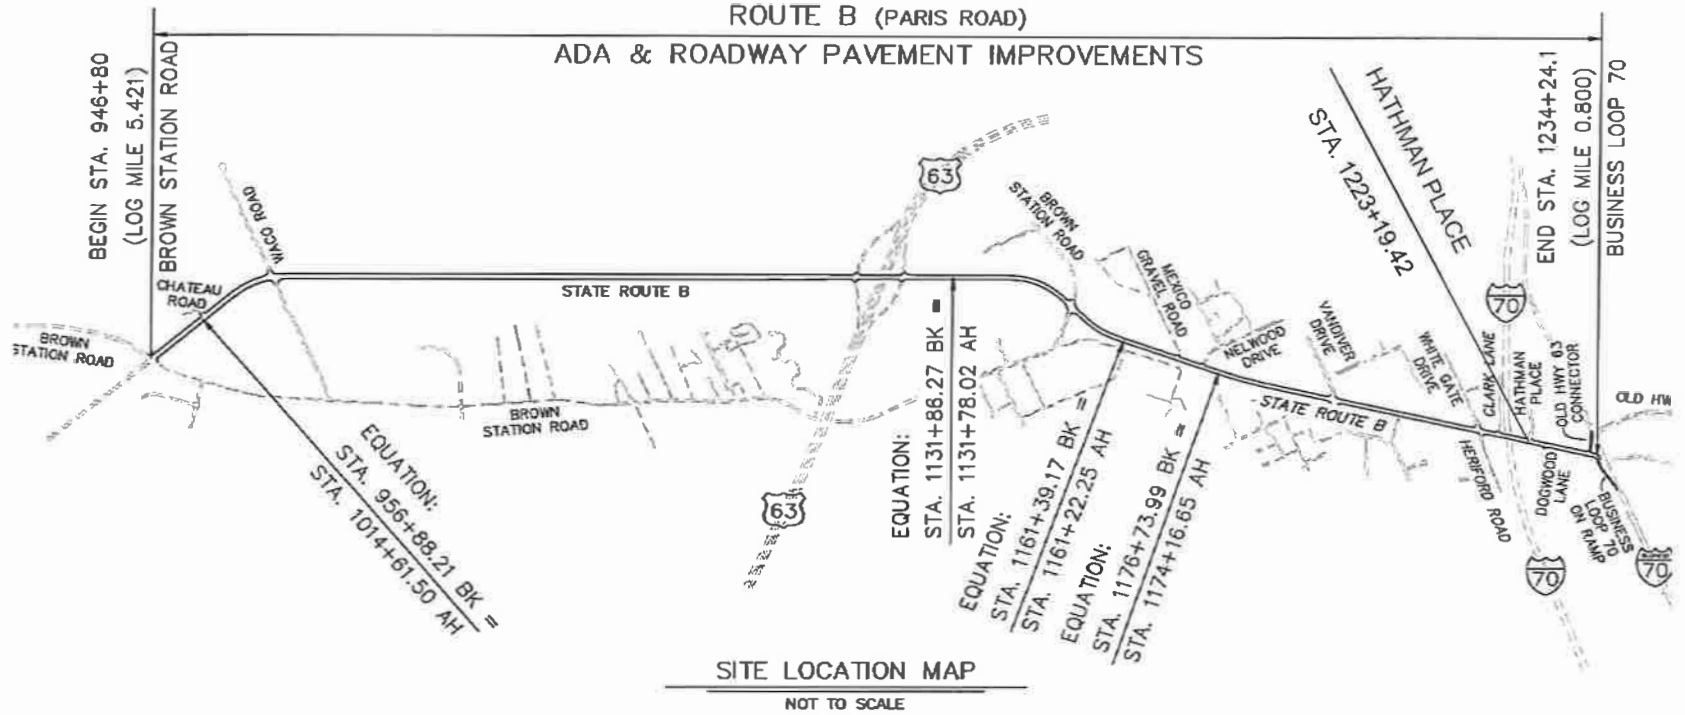 ROUTE B (PARIS ROAD)
ADA & ROADWAY PAVEMENT IMPROVEMENTS
BEGIN STA. 946+80
(LOG MILE 5.421)
BROWN STATION ROAD
END STA. 1234+24.1
(LOG MILE 0.800)
BUSINESS LOOP 70
HATHMAN PLACE
STA. 1223+19.42
WACO ROAD
CHATEAU
ROAD
BROWN
STATION ROAD
STATE ROUTE B
63
BROWN
STATION ROAD
MEXICO
GRAVEL ROAD
NELWOOD
DRIVE
VANDIVER
DRIVE
WHITE GATE
DRIVE
CLARK LANE
HATHMAN
PLACE
OLD HWY 63
CONNECTOR
OLD HW
70
BROWN
STATION ROAD
STATE ROUTE B
HERIFORD ROAD
DOGWOOD
LANE
BUSINESS
LOOP 70
ON RAMP
63
70
70
EQUATION:
STA. 956+88.21 BK =
STA. 1014+61.50 AH
EQUATION:
STA. 1131+86.27 BK =
STA. 1131+78.02 AH
EQUATION:
STA. 1161+39.17 BK =
STA. 1161+22.25 AH
EQUATION:
STA. 1176+73.99 BK =
STA. 1174+16.65 AH
SITE LOCATION MAP
NOT TO SCALE